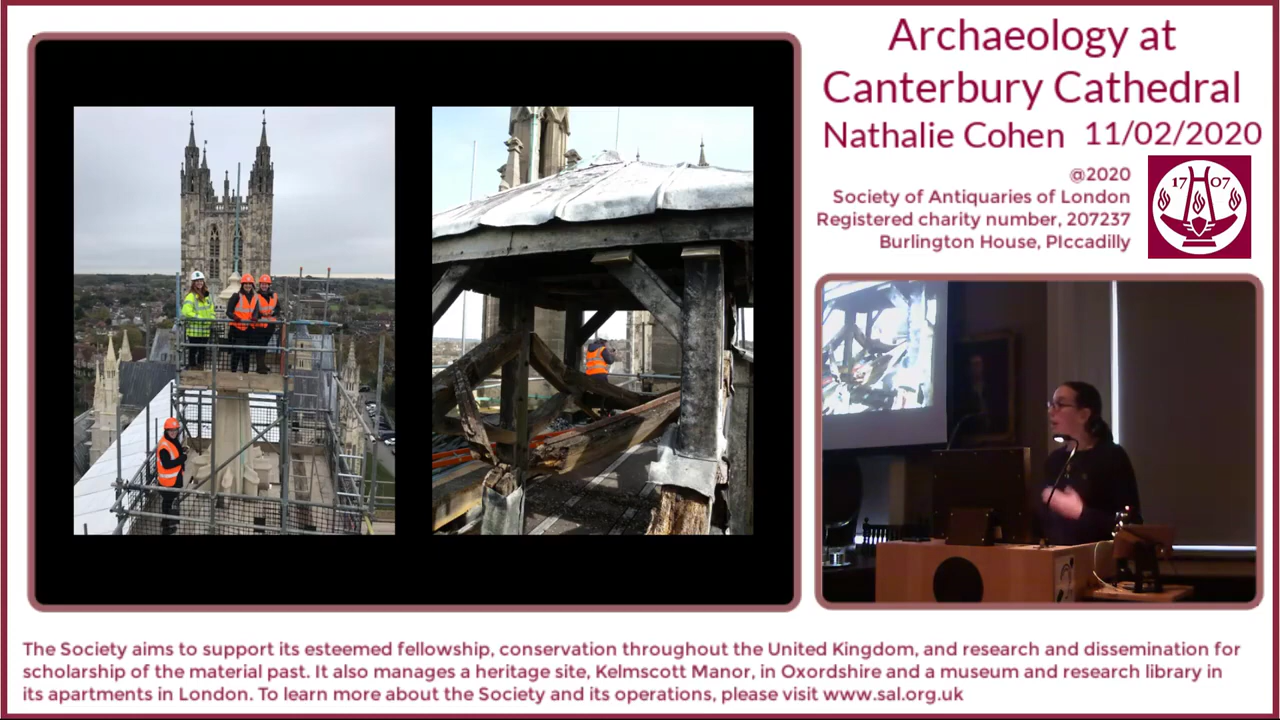 Archaeology at
Canterbury Cathedral
Nathalie Cohen 11/02/2020
@2020
Society of Antiquaries of London
Registered charity number, 207237
Burlington House, PIccadilly
17 07
The Society aims to support its esteemed fellowship, conservation throughout the United Kingdom, and research and dissemination for
scholarship of the material past. It also manages a heritage site, Kelmscott Manor, in Oxordshire and a museum and research library in
its apartments in London. To learn more about the Society and its operations, please visit www.sal.org.uk